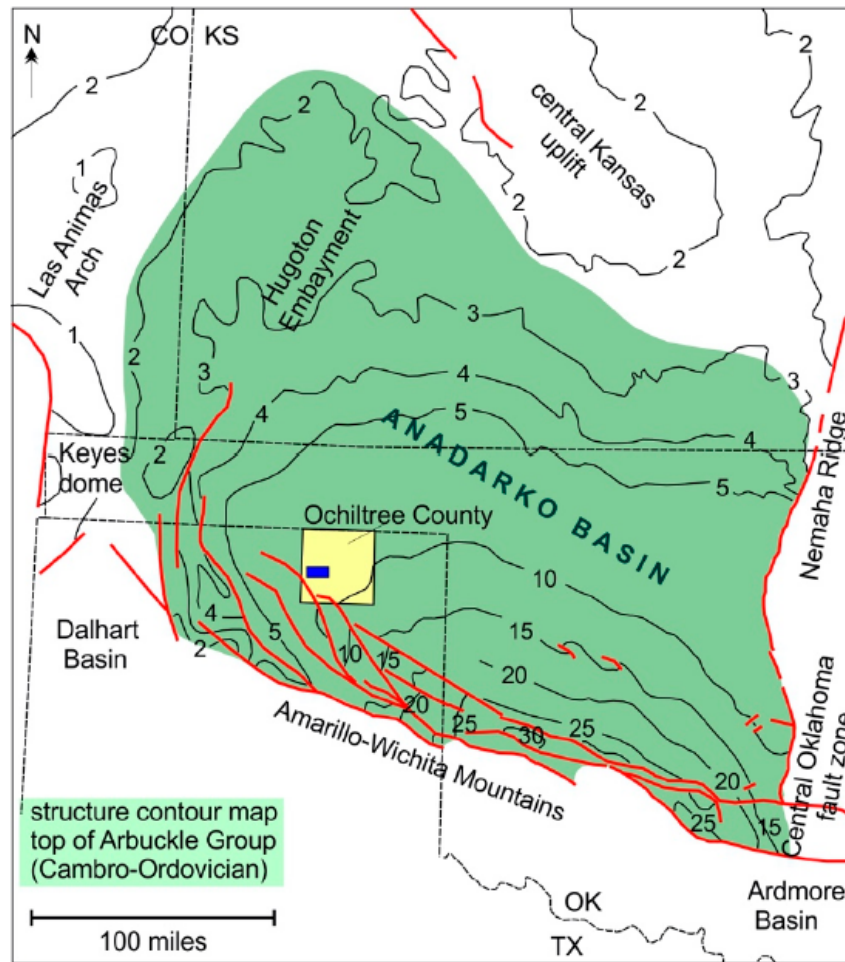 N
CO KS
2
2
2
2
central Kansas
uplift
2
2
1
Las Animas
Arch
Hugoton
Embayment
1
2
3
3
3
4
4
5
4
5
ANADARKO BASIN
Nemaha Ridge
Keyes
dome
2
Ochiltree County
10
15
20
25
Dalhart
Basin
4
2
5
10
15
20
25
30
Amarillo-Wichita Mountains
20
25
15
Central Oklahoma
fault zone
structure contour map
top of Arbuckle Group
(Cambro-Ordovician)
100 miles
OK
TX
Ardmore
Basin